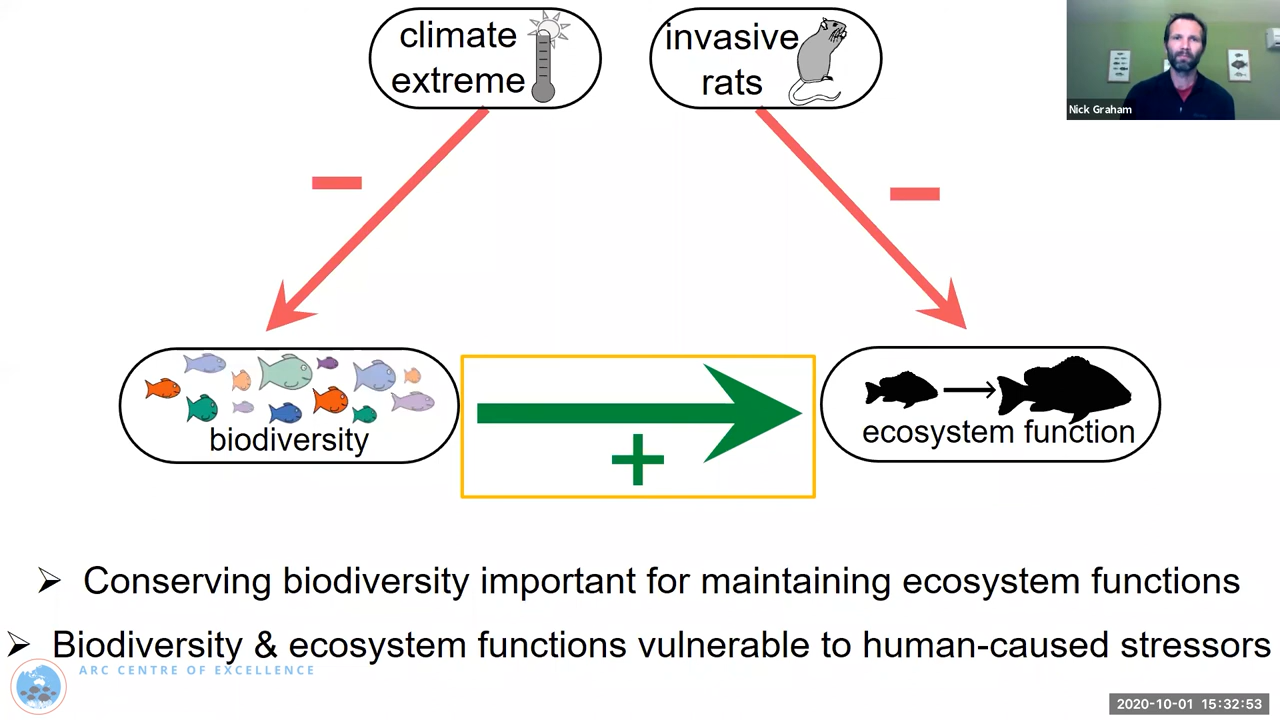 climate
extreme
invasive
rats
Nick Graham
biodiversity
+
ecosystem function
➢ Conserving biodiversity important for maintaining ecosystem functions
➢ Biodiversity & ecosystem functions vulnerable to human-caused stressors
ARC CENTRE OF EXCELLENCE
2020-10-01 15:32:53